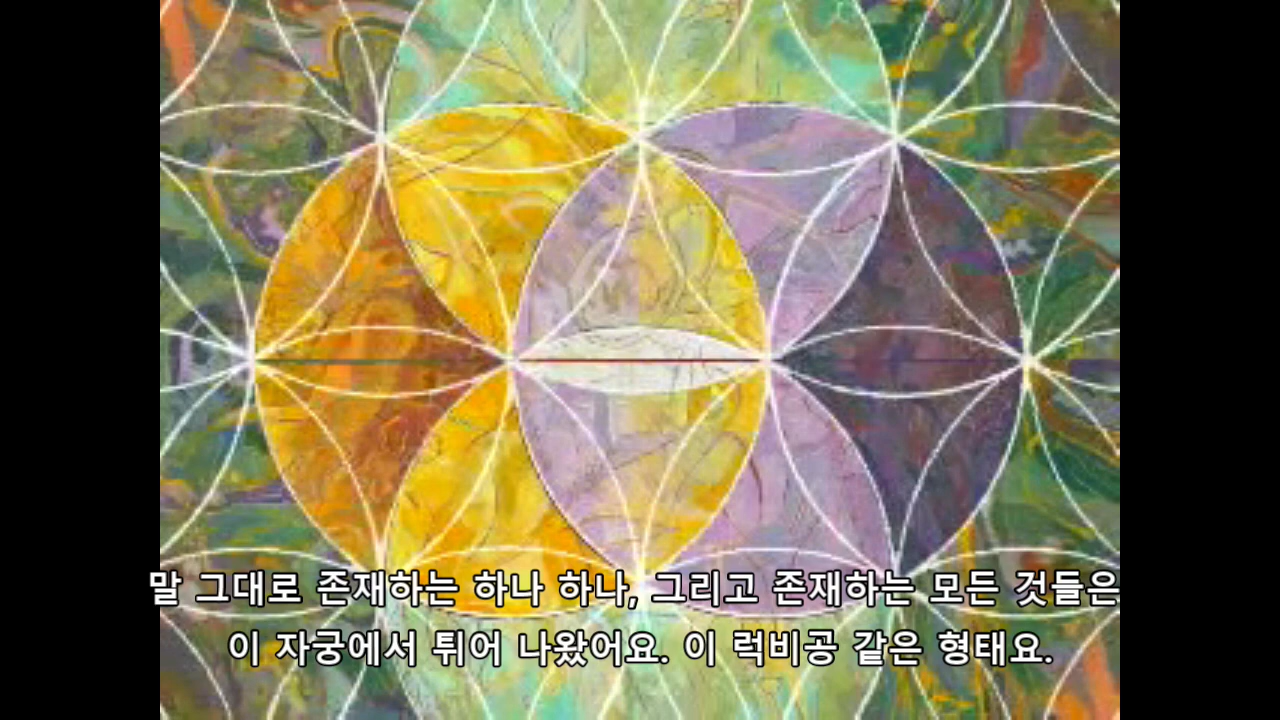 말 그대로 존재하는 하나 하나, 그리고 존재하는 모든 것들은
이 자궁에서 튀어 나왔어요. 이 럭비공 같은 형태요.